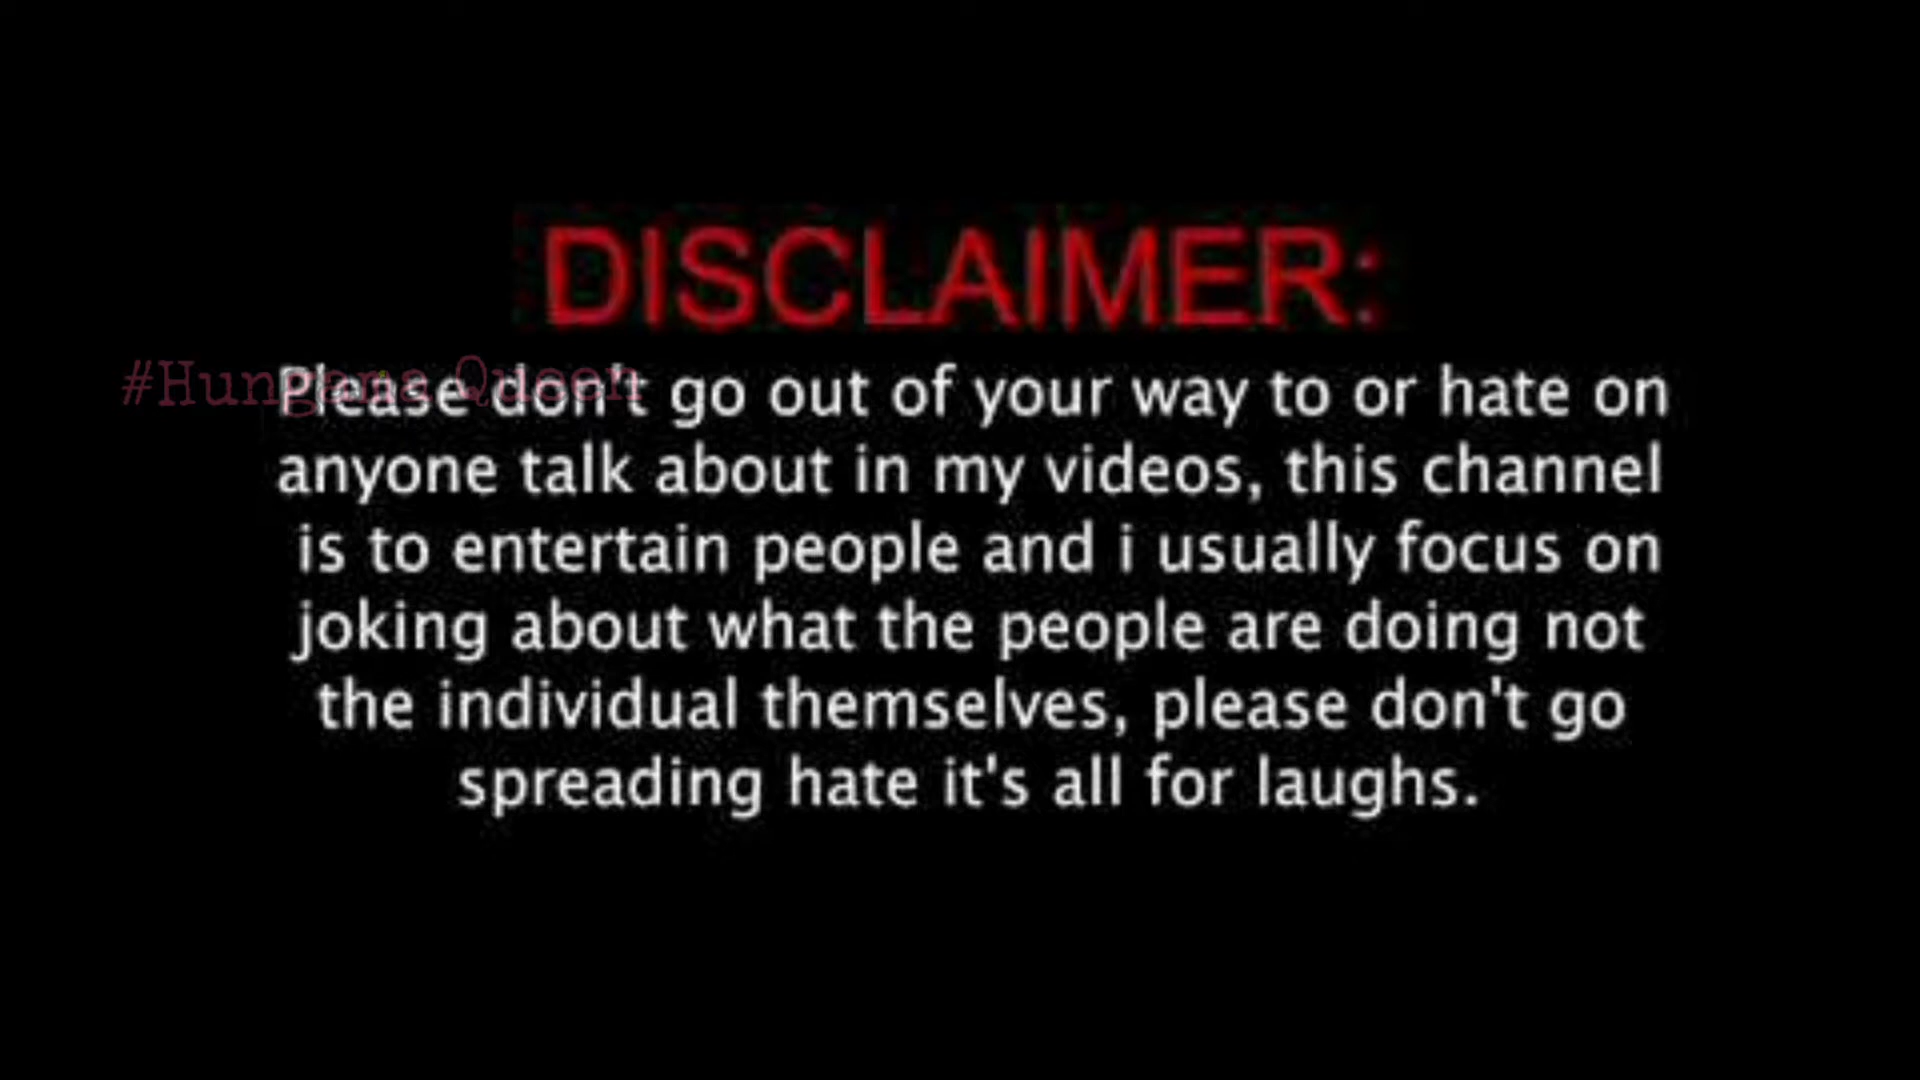 DISCLAIMER:
#Hungama Queen
Please don't go out of your way to or hate on
anyone talk about in my videos, this channel
is to entertain people and i usually focus on
joking about what the people are doing not
the individual themselves, please don't go
spreading hate it's all for laughs.